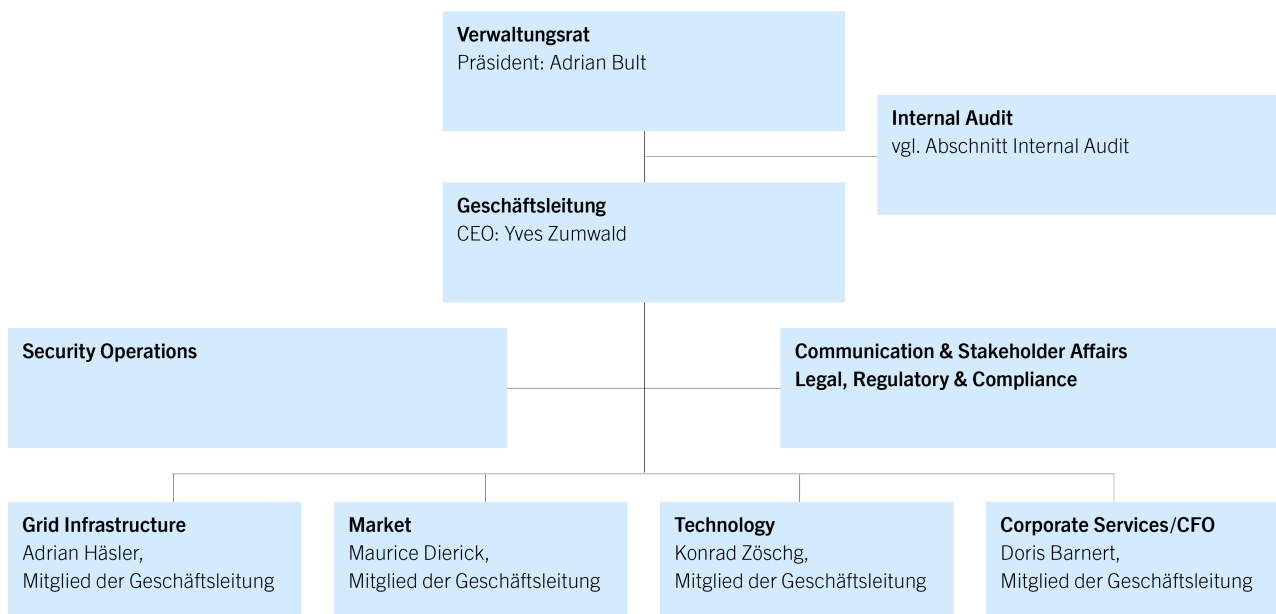 Verwaltungsrat
Präsident: Adrian Bult
Internal Audit
vgl. Abschnitt Internal Audit
Geschäftsleitung
CEO: Yves Zumwald
Security Operations
Communication & Stakeholder Affairs
Legal, Regulatory & Compliance
Grid Infrastructure
Adrian Häsler,
Mitglied der Geschäftsleitung
Market
Maurice Dierick,
Mitglied der Geschäftsleitung
Technology
Konrad Zöschg,
Mitglied der Geschäftsleitung
Corporate Services/CFO
Doris Barnert,
Mitglied der Geschäftsleitung